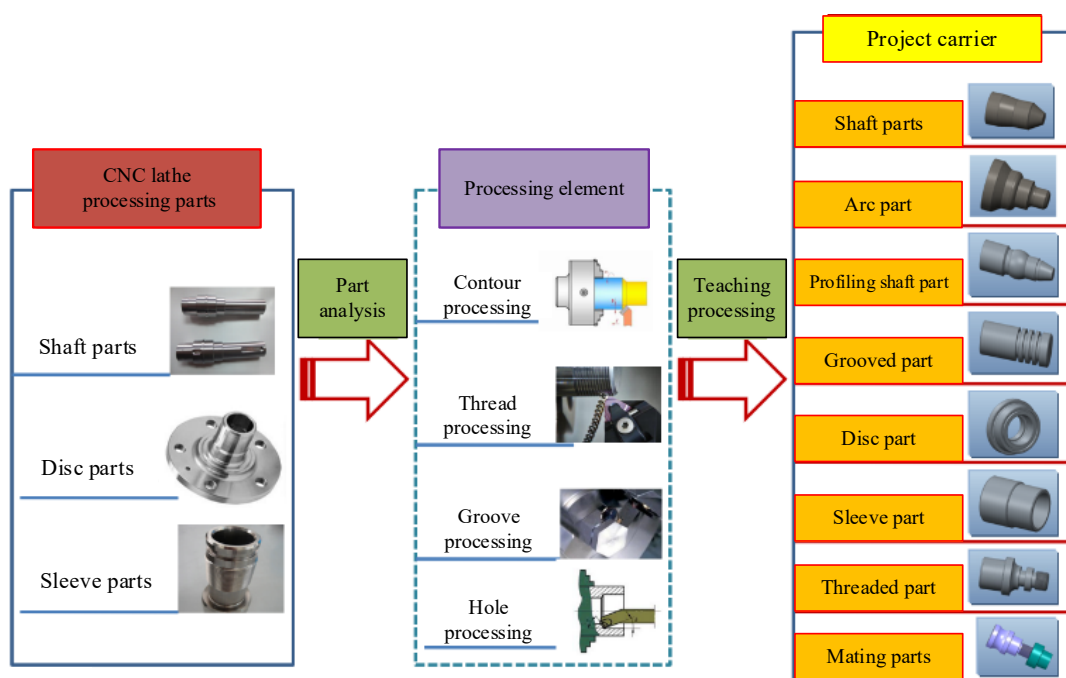 CNC lathe
processing parts
Shaft parts
Disc parts
Sleeve parts
Part
analysis
Processing element
Contour
processing
Thread
processing
Groove
processing
Hole
processing
Teaching
processing
Project carrier
Shaft parts
Arc part
Profiling shaft part
Grooved part
Disc part
Sleeve part
Threaded part
Mating parts